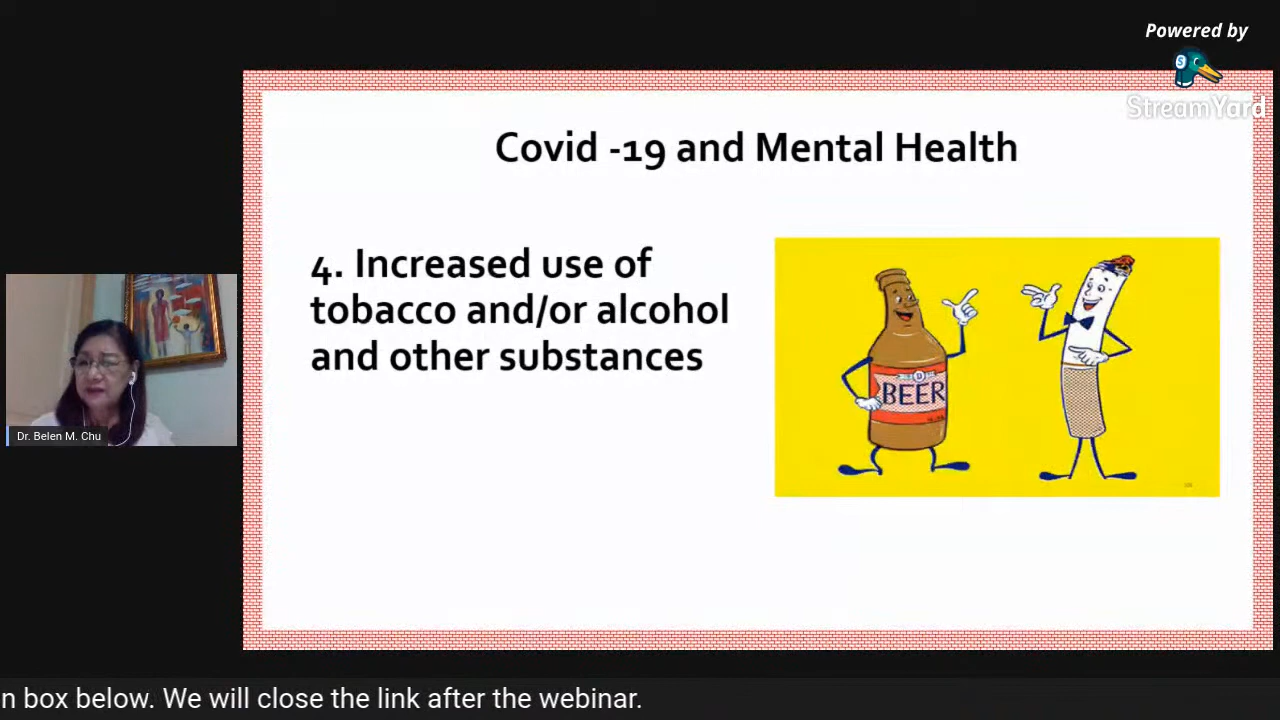 Powered by
StreamYard
Covid -19 and Mental Health
4. Increased use of
tobacco and/or alcohol
and other substances
BEER
Dr. Belen M. Chu
n box below. We will close the link after the webinar.